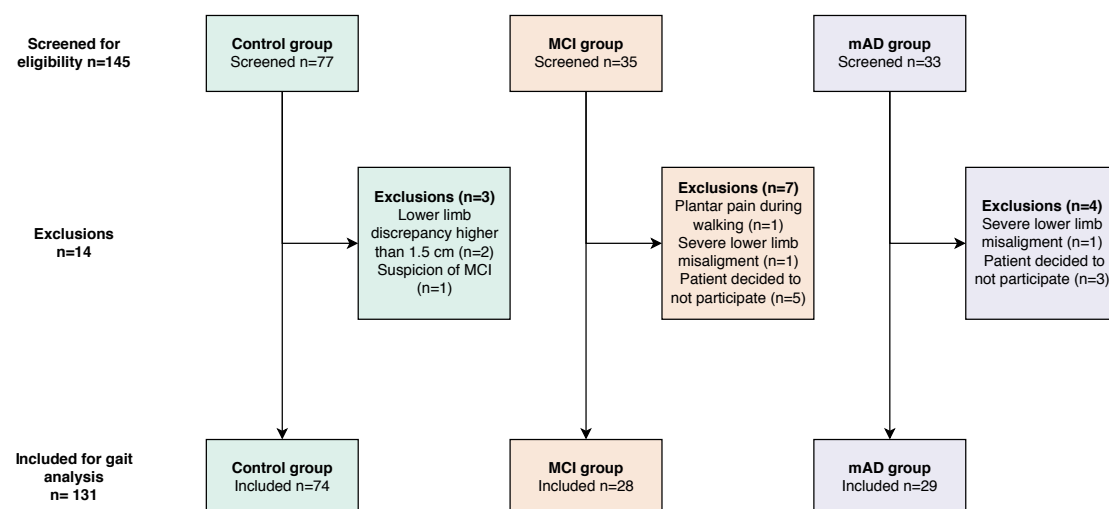 Screened for
eligibility n=145
Control group
Screened n=77
MCI group
Screened n=35
mAD group
Screened n=33
Exclusions
n=14
Exclusions (n=3)
Lower limb
discrepancy higher
than 1.5 cm (n=2)
Suspicion of MCI
(n=1)
Exclusions (n=7)
Plantar pain during
walking (n=1)
Severe lower limb
misaligment (n=1)
Patient decided to
not participate (n=5)
Exclusions (n=4)
Severe lower limb
misaligment (n=1)
Patient decided to
not participate (n=3)
Included for gait
analysis
n= 131
Control group
Included n=74
MCI group
Included n=28
mAD group
Included n=29